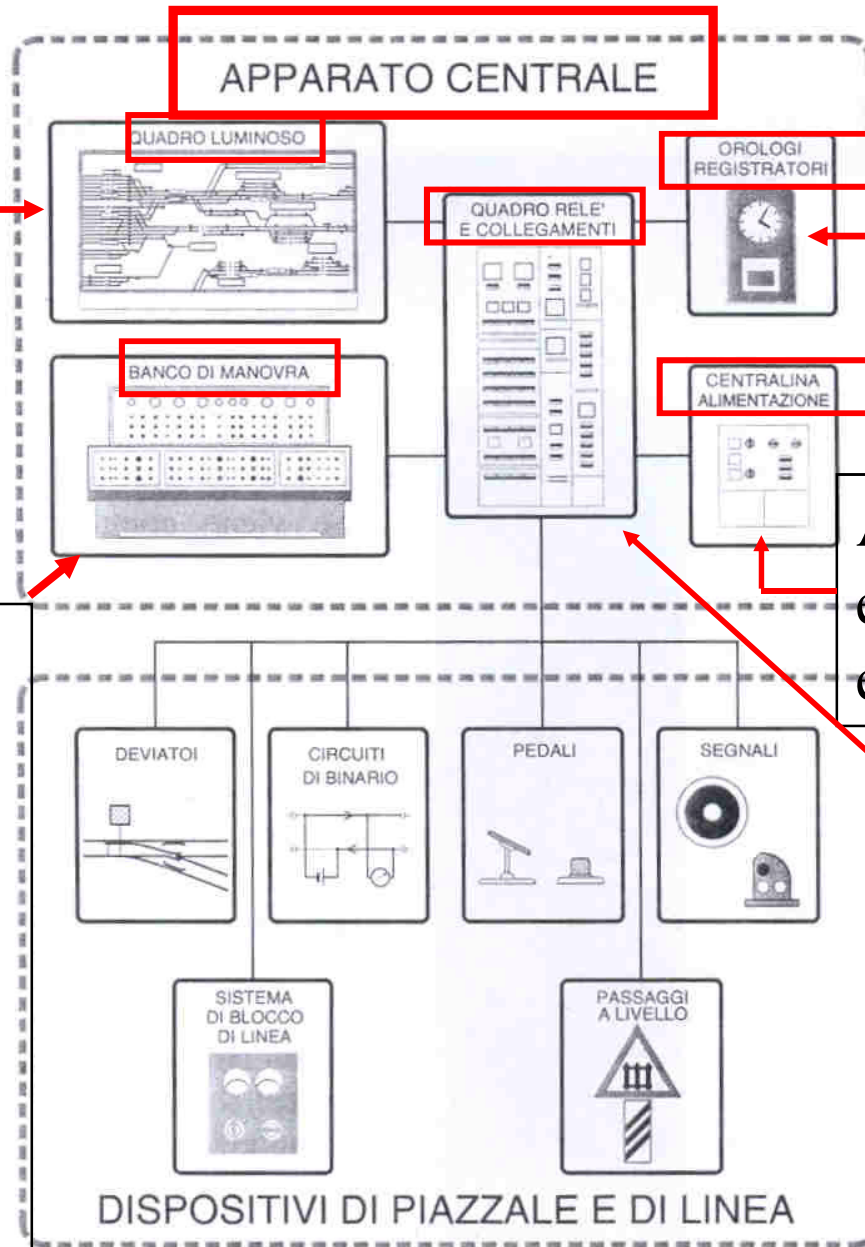 APPARATO CENTRALE
QUADRO LUMINOSO
OROLOGI
REGISTRATORI
QUADRO RELE'
E COLLEGAMENTI
BANCO DI MANOVRA
CENTRALINA
ALIMENTAZIONE
e
e
DEVIATOI
CIRCUITI
DI BINARIO
PEDALI
SEGNALI
SISTEMA
DI BLOCCO
DI LINEA
PASSAGGI
A LIVELLO
DISPOSITIVI DI PIAZZALE E DI LINEA